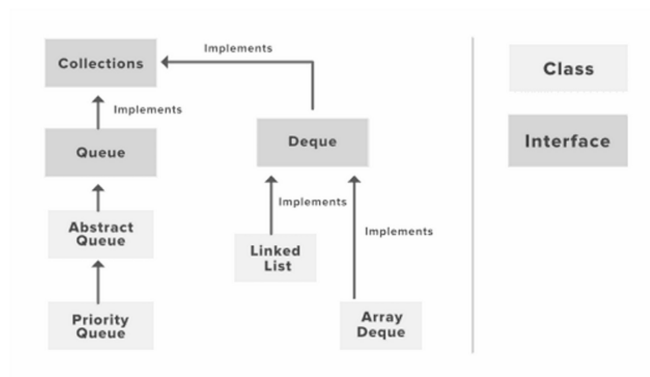 Implements
Collections
Class
Implements
Deque
Interface
Queue
Implements
Abstract
Queue
Implements
Linked
List
Priority
Queue
Array
Deque